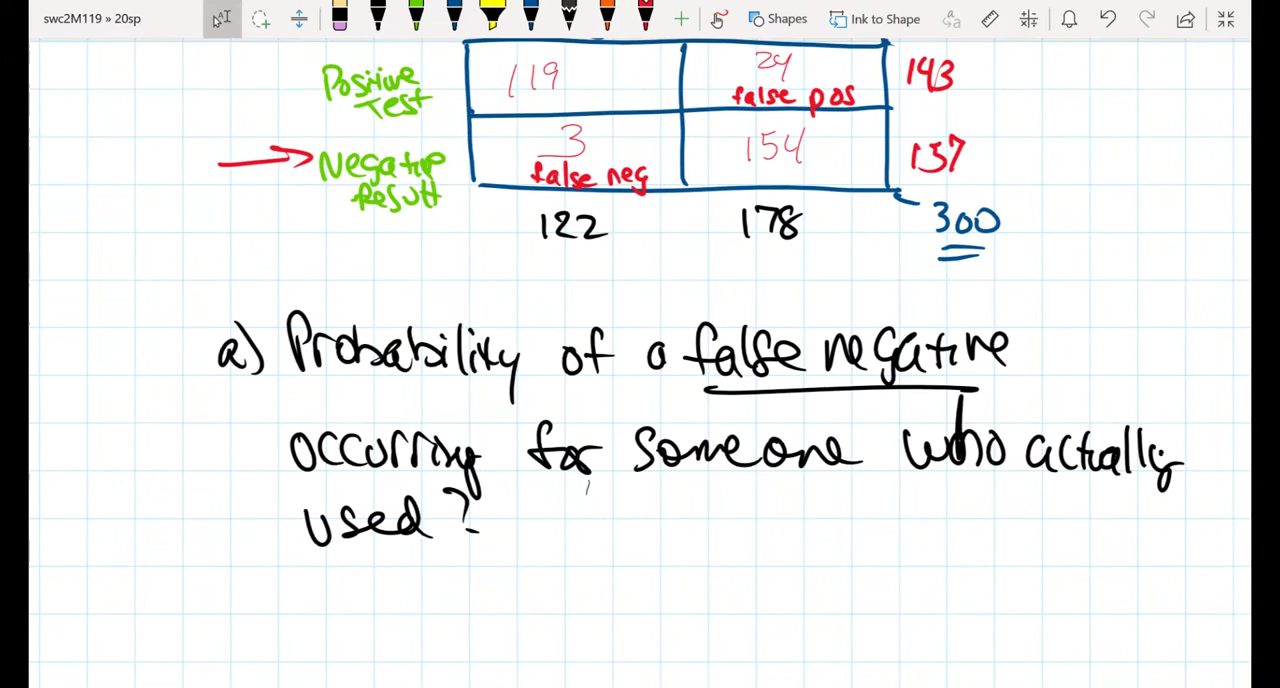 swc2M119 » 20sp
Shapes
Ink to Shape
Positive Test 119 24 false pos 143
Negative Result 3 false neg 154 157
122 178 300
a) Probability of a false negative
occurring for someone who actually
used?